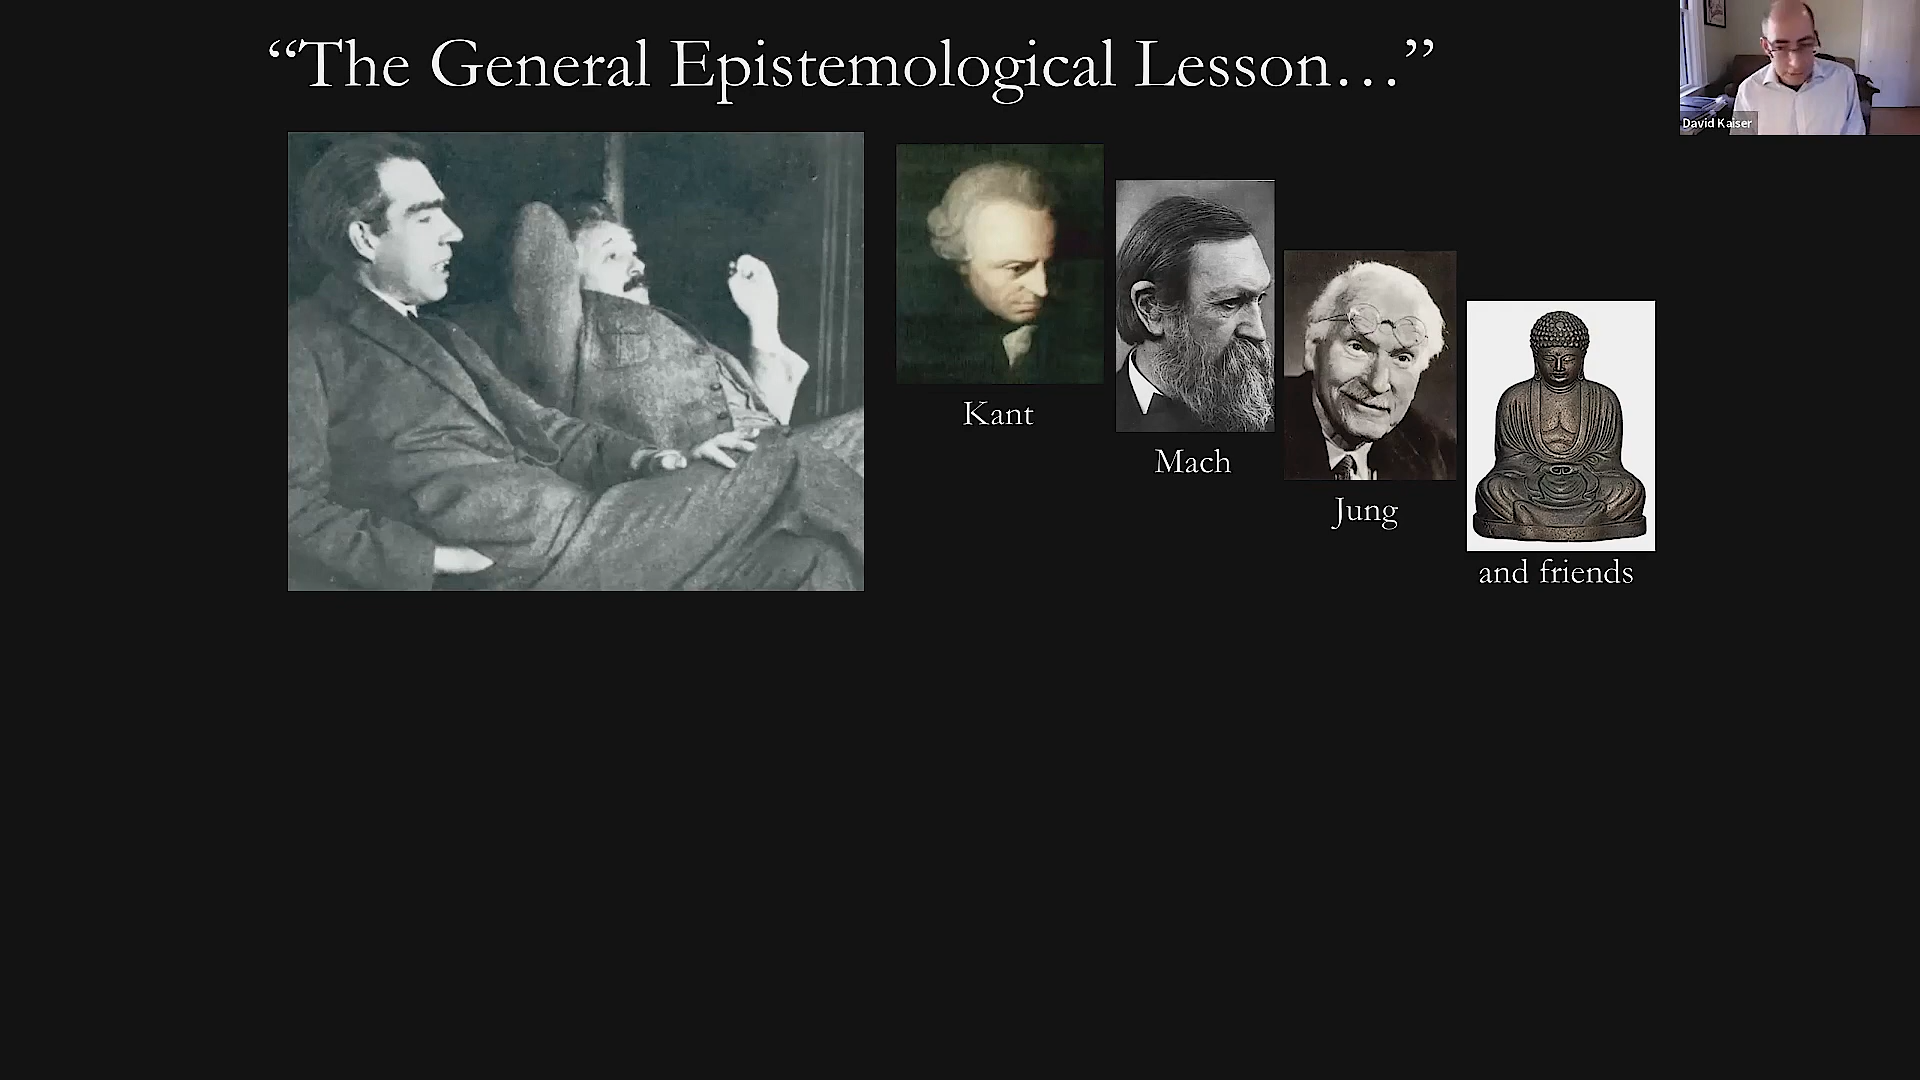 “The General Epistemological Lesson…”
David Kaiser
Kant
Mach
Jung
and friends